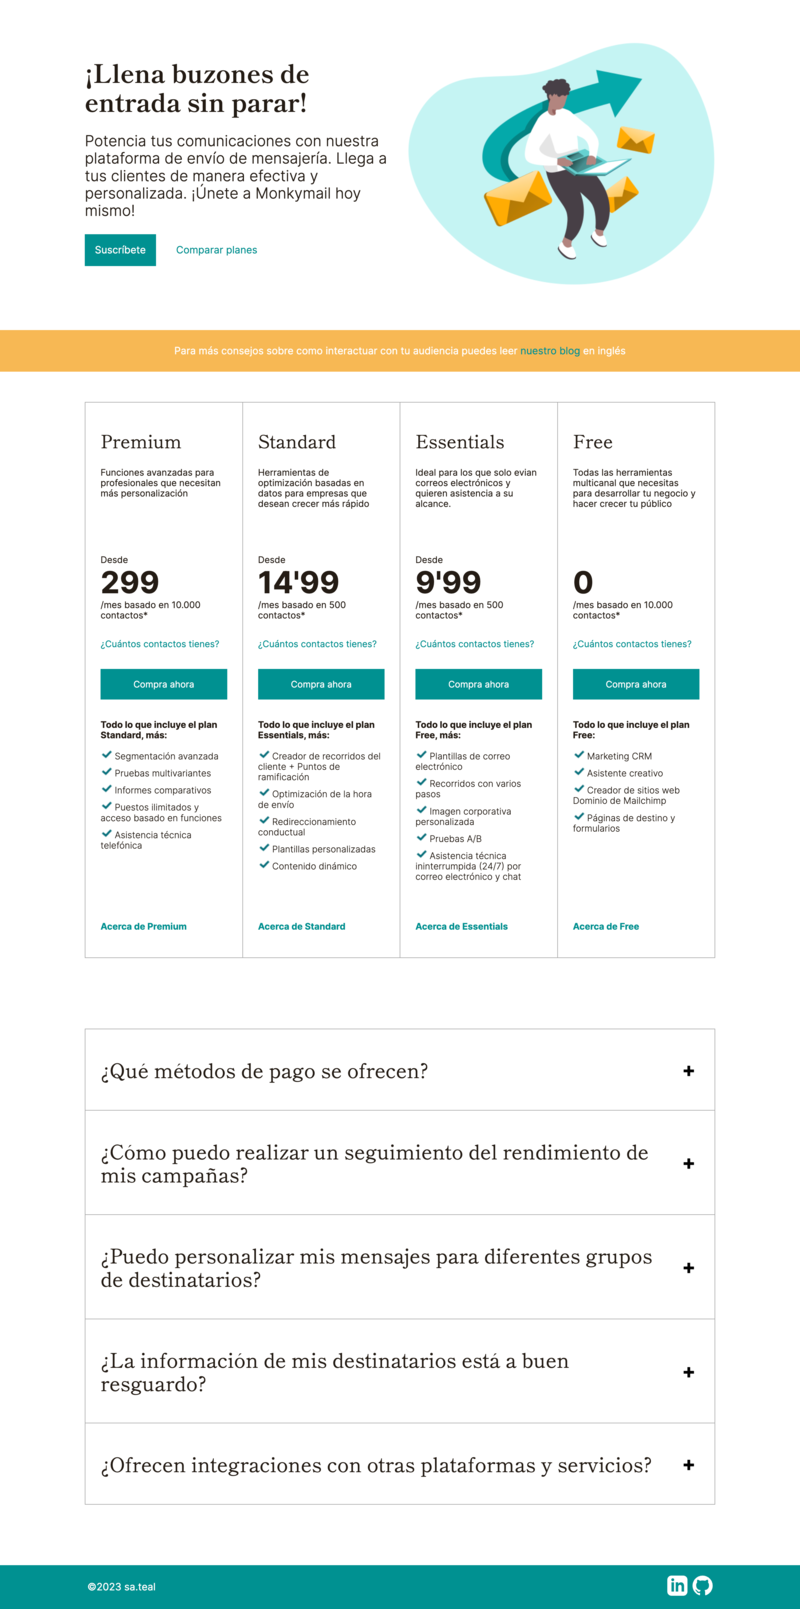 ¡Llena buzones de
entrada sin parar!
Potencia tus comunicaciones con nuestra
plataforma de envío de mensajería. Llega a
tus clientes de manera efectiva y
personalizada. ¡Únete a Monkymail hoy
mismo!
Suscríbete
Comparar planes
Para más consejos sobre como interactuar con tu audiencia puedes leer nuestro blog en inglés
Premium
Funciones avanzadas para
profesionales que necesitan
más personalización
Desde
299
/mes basado en 10.000
contactos*
¿Cuántos contactos tienes?
Compra ahora
Todo lo que incluye el plan
Standard, más:
Segmentación avanzada
Pruebas multivariantes
Informes comparativos
Puestos ilimitados y
acceso basado en funciones
Asistencia técnica
telefónica
Acerca de Premium
Standard
Herramientas de
optimización basadas en
datos para empresas que
desean crecer más rápido
Desde
14'99
/mes basado en 500
contactos*
¿Cuántos contactos tienes?
Compra ahora
Todo lo que incluye el plan
Essentials, más:
Creador de recorridos del
cliente + Puntos de
ramificación
Optimización de la hora
de envío
Redireccionamiento
conductual
Plantillas personalizadas
Contenido dinámico
Acerca de Standard
Essentials
Ideal para los que solo evian
correos electrónicos y
quieren asistencia a su
alcance.
Desde
9'99
/mes basado en 500
contactos*
¿Cuántos contactos tienes?
Compra ahora
Todo lo que incluye el plan
Free, más:
Plantillas de correo
electrónico
Recorridos con varios
pasos
Imagen corporativa
personalizada
Pruebas A/B
Asistencia técnica
ininterrumpida (24/7) por
correo electrónico y chat
Acerca de Essentials
Free
Todas las herramientas
multicanal que necesitas
para desarrollar tu negocio y
hacer crecer tu público
0
/mes basado en 10.000
contactos*
¿Cuántos contactos tienes?
Compra ahora
Todo lo que incluye el plan
Free:
Marketing CRM
Asistente creativo
Creador de sitios web
Dominio de Mailchimp
Páginas de destino y
formularios
Acerca de Free
¿Qué métodos de pago se ofrecen?
¿Cómo puedo realizar un seguimiento del rendimiento de
mis campañas?
¿Puedo personalizar mis mensajes para diferentes grupos
de destinatarios?
¿La información de mis destinatarios está a buen
resguardo?
¿Ofrecen integraciones con otras plataformas y servicios?
©2023 sa.teal
in